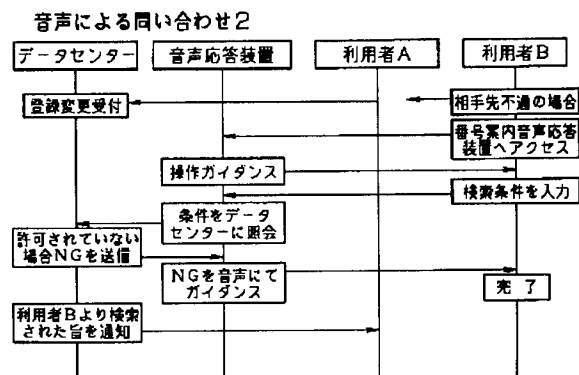 音声による問い合わせ2
データセンター
音声応答装置
利用者A
利用者B
登録変更受付
相手先不通の場合
番号案内音声応答
装置へアクセス
操作ガイダンス
検索条件を入力
条件をデータ
センターに照会
許可されていない
場合NGを送信
NGを音声にて
ガイダンス
完了
利用者Bより検索
された旨を通知